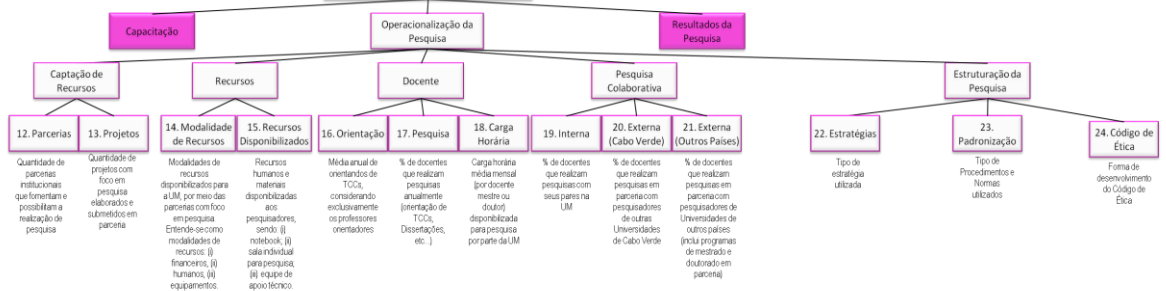 Capacitação
Operacionalização da
Pesquisa
Resultados da
Pesquisa
Captação de
Recursos
Recursos
Docente
Pesquisa
Colaborativa
Estruturação da
Pesquisa
12. Parcerias
13. Projetos
14. Modalidade
de Recursos
15. Recursos
Disponibilizados
16. Orientação
17. Pesquisa
18. Carga
Horária
19. Interna
20. Externa
(Cabo Verde)
21. Externa
(Outros Países)
22. Estratégias
23.
Padronização
24. Código de
Ética
Quantidade de
parcerias
institucionais
que fomentam e
possibilitam a
realização de
pesquisa
Quantidade de
projetos com
foco em
pesquisa
elaborados e
submetidos em
parceria
Modalidades de
recursos
disponibilizados para
a UM, por meio das
parcerias com foco
em pesquisa.
Entende-se como
modalidades de
recursos: (i)
financeiros, (ii)
humanos, (iii)
equipamentos.
Recursos
humanos e
materiais
disponibilizadas
aos
pesquisadores,
sendo: (i)
notebook; (ii)
sala individual
para pesquisa;
(iii) equipe de
apoio técnico.
Média anual de
orientandos de
TCCs,
considerando
exclusivamente
os professores
orientadores
% de docentes
que realizam
pesquisas
anualmente
(orientação de
TCCs,
Dissertações,
etc...)
Carga horária
média mensal
(por docente
mestre ou
doutor)
disponibilizada
para pesquisa
por parte da UM
% de docentes
que realizam
pesquisas com
seus pares na
UM
% de docentes
que realizam
pesquisas em
parceria com
pesquisadores
de outras
Universidades
de Cabo Verde
% de docentes
que realizam
pesquisas em
parceria com
pesquisadores de
Universidades de
outros países
(inclui programas
de mestrado e
doutorado em
parceria)
Tipo de
estratégia
utilizada
Tipo de
Procedimentos e
Normas
utilizados
Forma de
desenvolvimento
do Código de
Ética